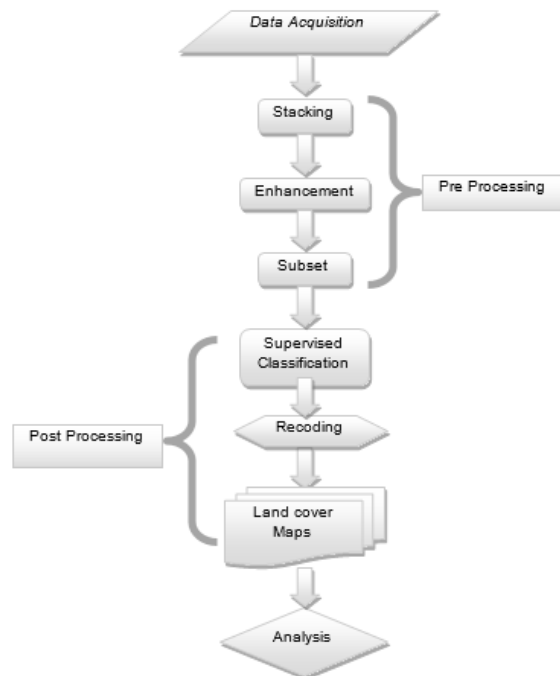 Data Acquisition
Stacking
Enhancement
Pre Processing
Subset
Supervised
Classification
Recoding
Post Processing
Land cover
Maps
Analysis